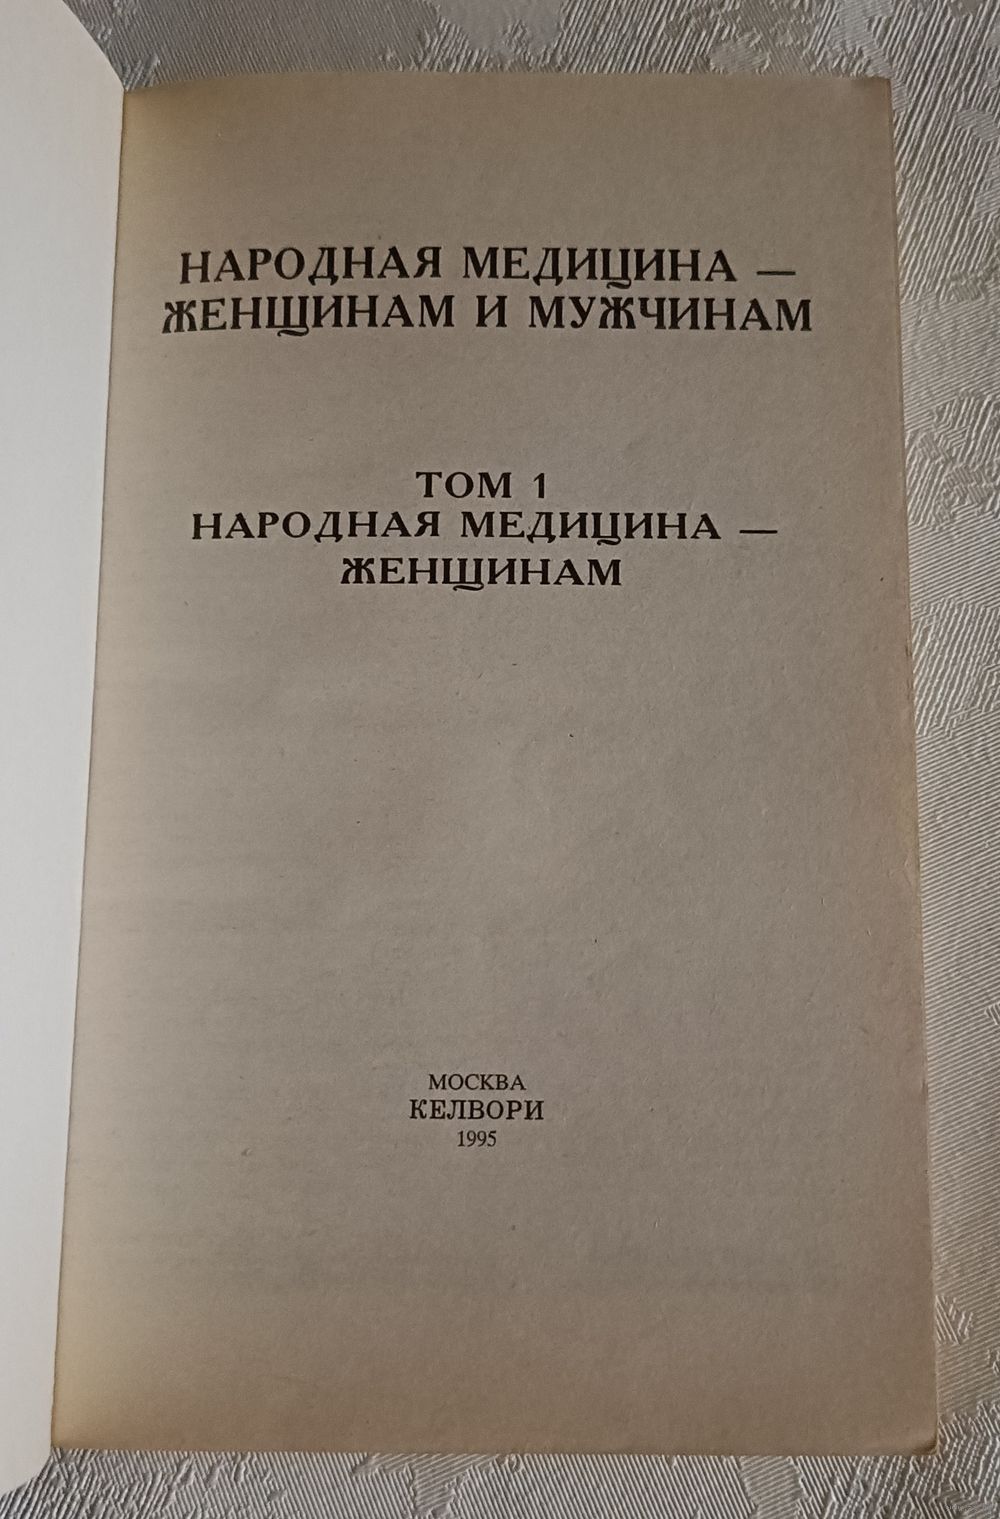 НАРОДНАЯ МЕДИЦИНА —
ЖЕНЩИНАМ И МУЖЧИНАМ
ТОМ 1
НАРОДНАЯ МЕДИЦИНА —
ЖЕНЩИНАМ
МОСКВА
КЕЛВОРИ
1995